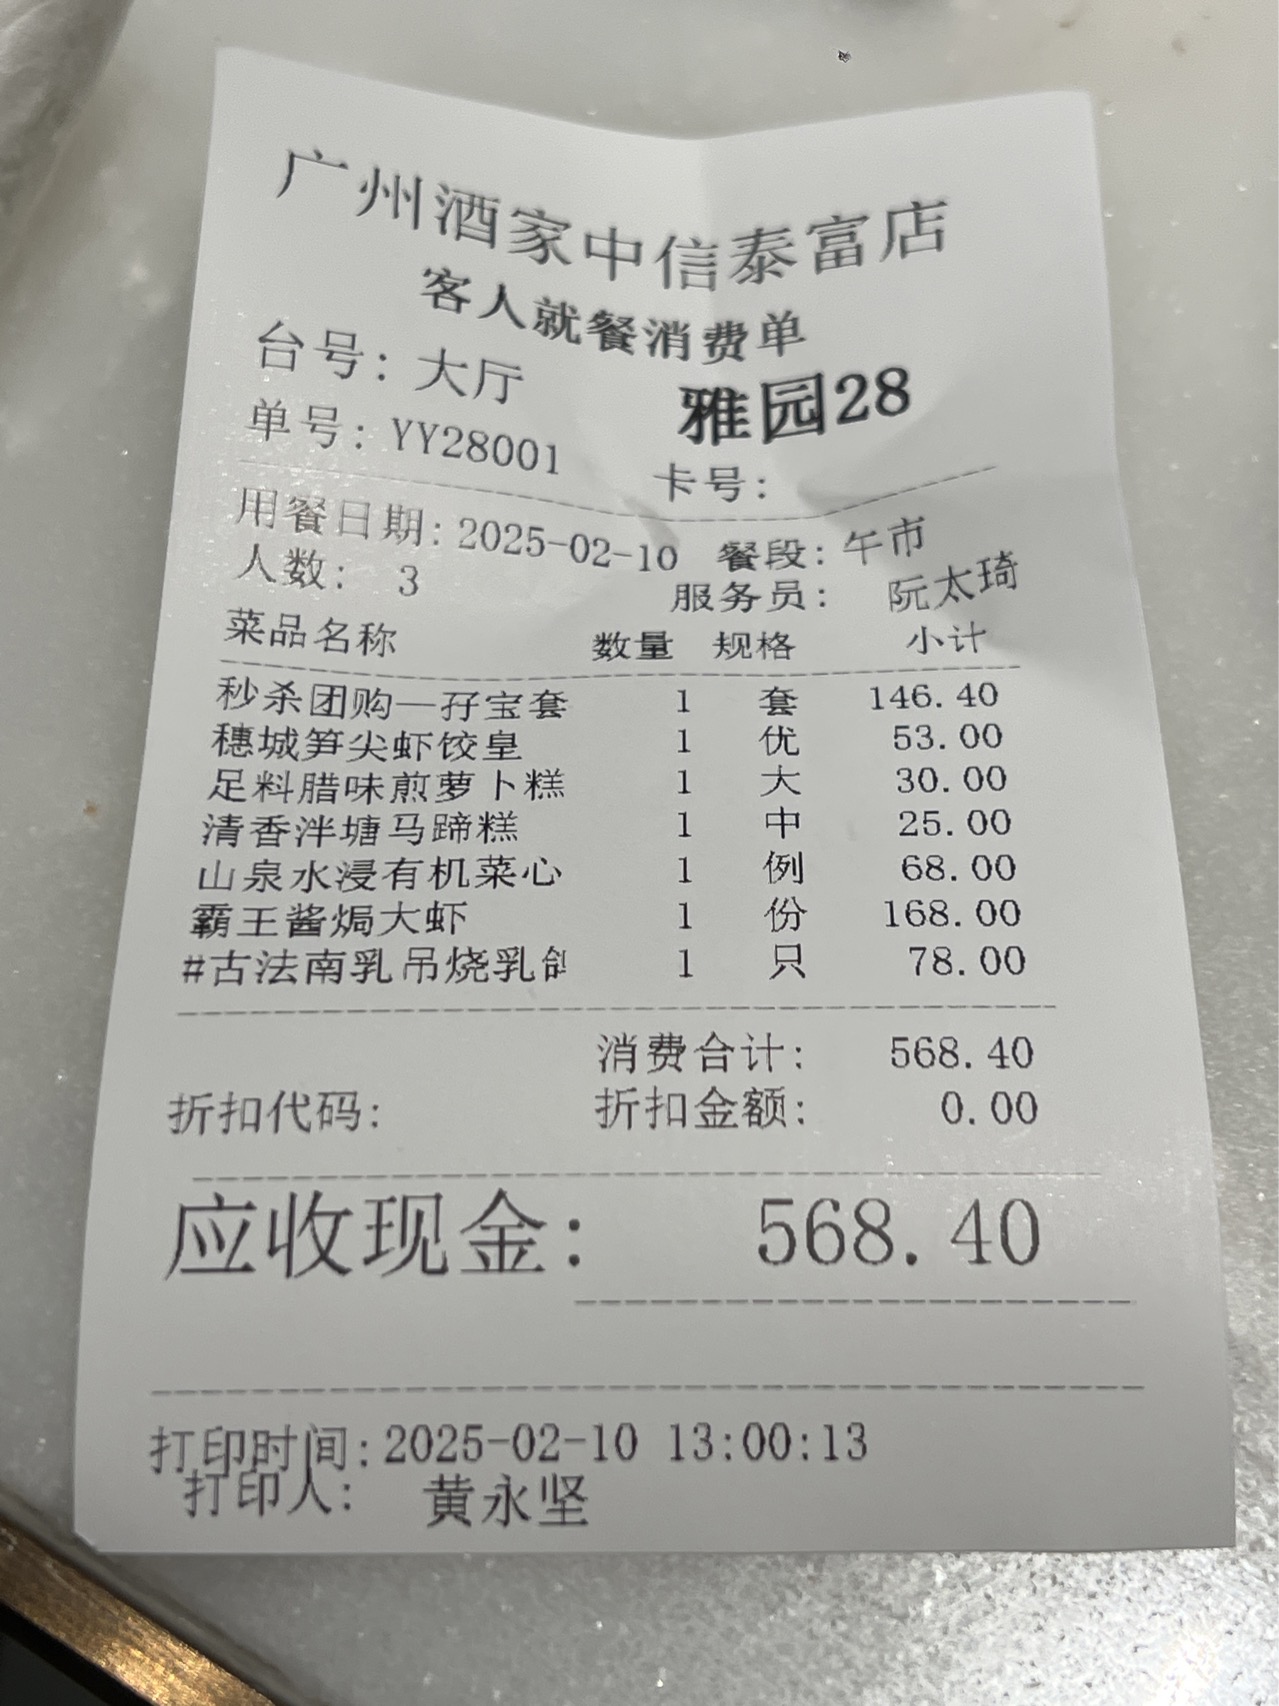 广州酒家中信泰富店
客人就餐消费单
台号: 大厅 雅园28
单号: YY28001 卡号:
用餐日期: 2025-02-10 餐段: 午市
人数: 3 服务员: 阮太琦
菜品名称 数量 规格 小计
秒杀团购一孖宝套 1 套 146.40
穗城笋尖虾饺皇 1 优 53.00
足料腊味煎萝卜糕 1 大 30.00
清香泮塘马蹄糕 1 中 25.00
山泉水浸有机菜心 1 例 68.00
霸王酱焗大虾 1 份 168.00
#古法南乳吊烧乳鸽 1 只 78.00
消费合计: 568.40
折扣代码: 折扣金额: 0.00
应收现金: 568.40
打印时间: 2025-02-10 13:00:13
打印人: 黄永坚